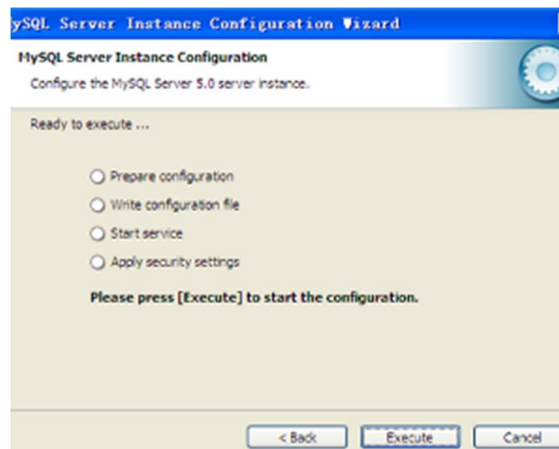 ySQL Server Instance Configuration Wizard
MySQL Server Instance Configuration
Configure the MySQL Server 5.0 server instance.
Ready to execute ...
Prepare configuration
Write configuration file
Start service
Apply security settings
Please press [Execute] to start the configuration.
< Back Execute Cancel